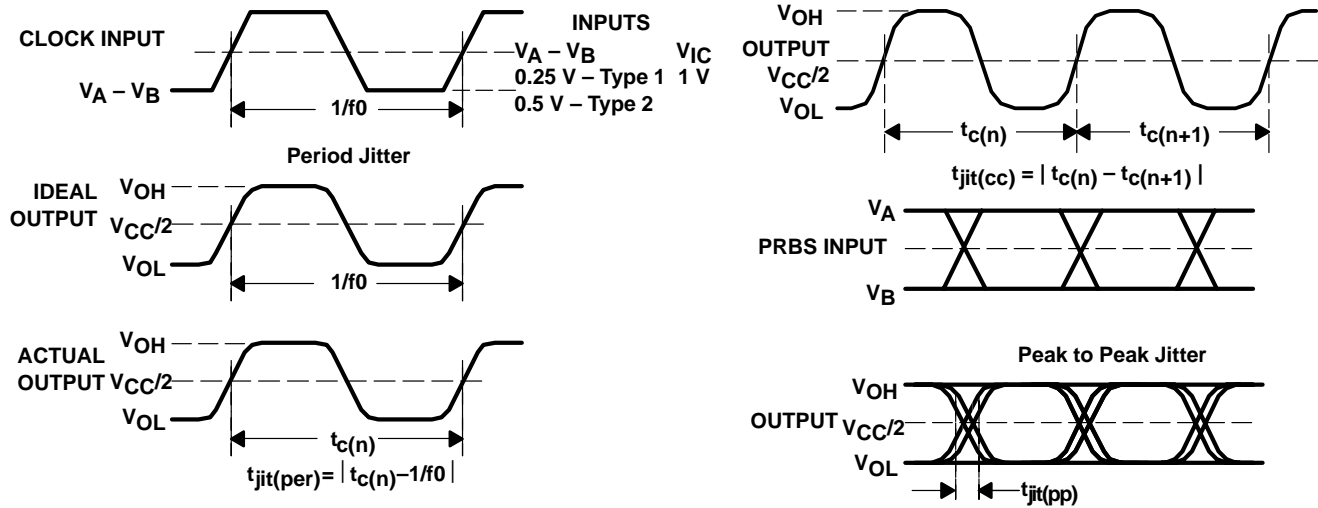 CLOCK INPUT
VA – VB
1/f0
INPUTS
VA – VB VIC
0.25 V – Type 1 1 V
0.5 V – Type 2
Period Jitter
IDEAL
OUTPUT
VOH
VCC/2
VOL
1/f0
ACTUAL
OUTPUT
VOH
VCC/2
VOL
tc(n)
tjit(per)= | tc(n)–1/f0 |
VOH
OUTPUT
VCC/2
VOL
tc(n)
tc(n+1)
tjit(cc) = | tc(n) – tc(n+1) |
VA
PRBS INPUT
VB
Peak to Peak Jitter
VOH
OUTPUT VCC/2
VOL
tjit(pp)